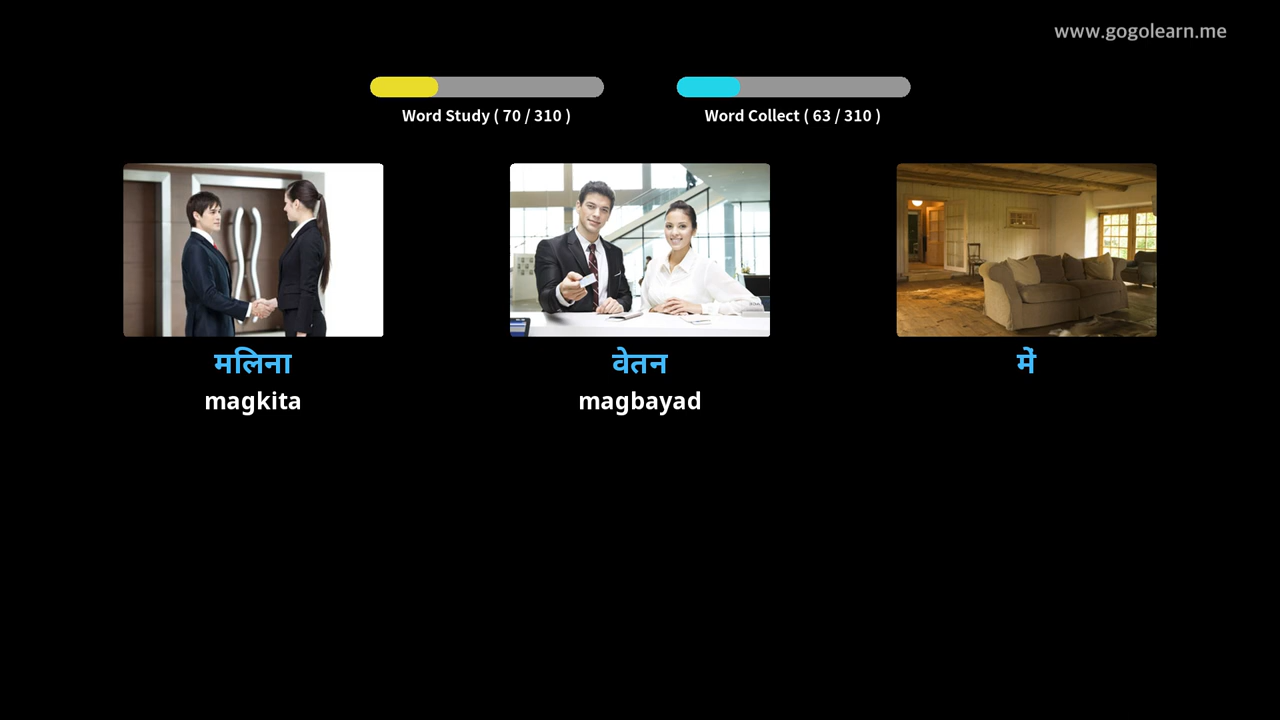 www.gogolearn.me
Word Study ( 70 / 310 )
Word Collect ( 63 / 310 )
मलिना
magkita
वेतन
magbayad
में